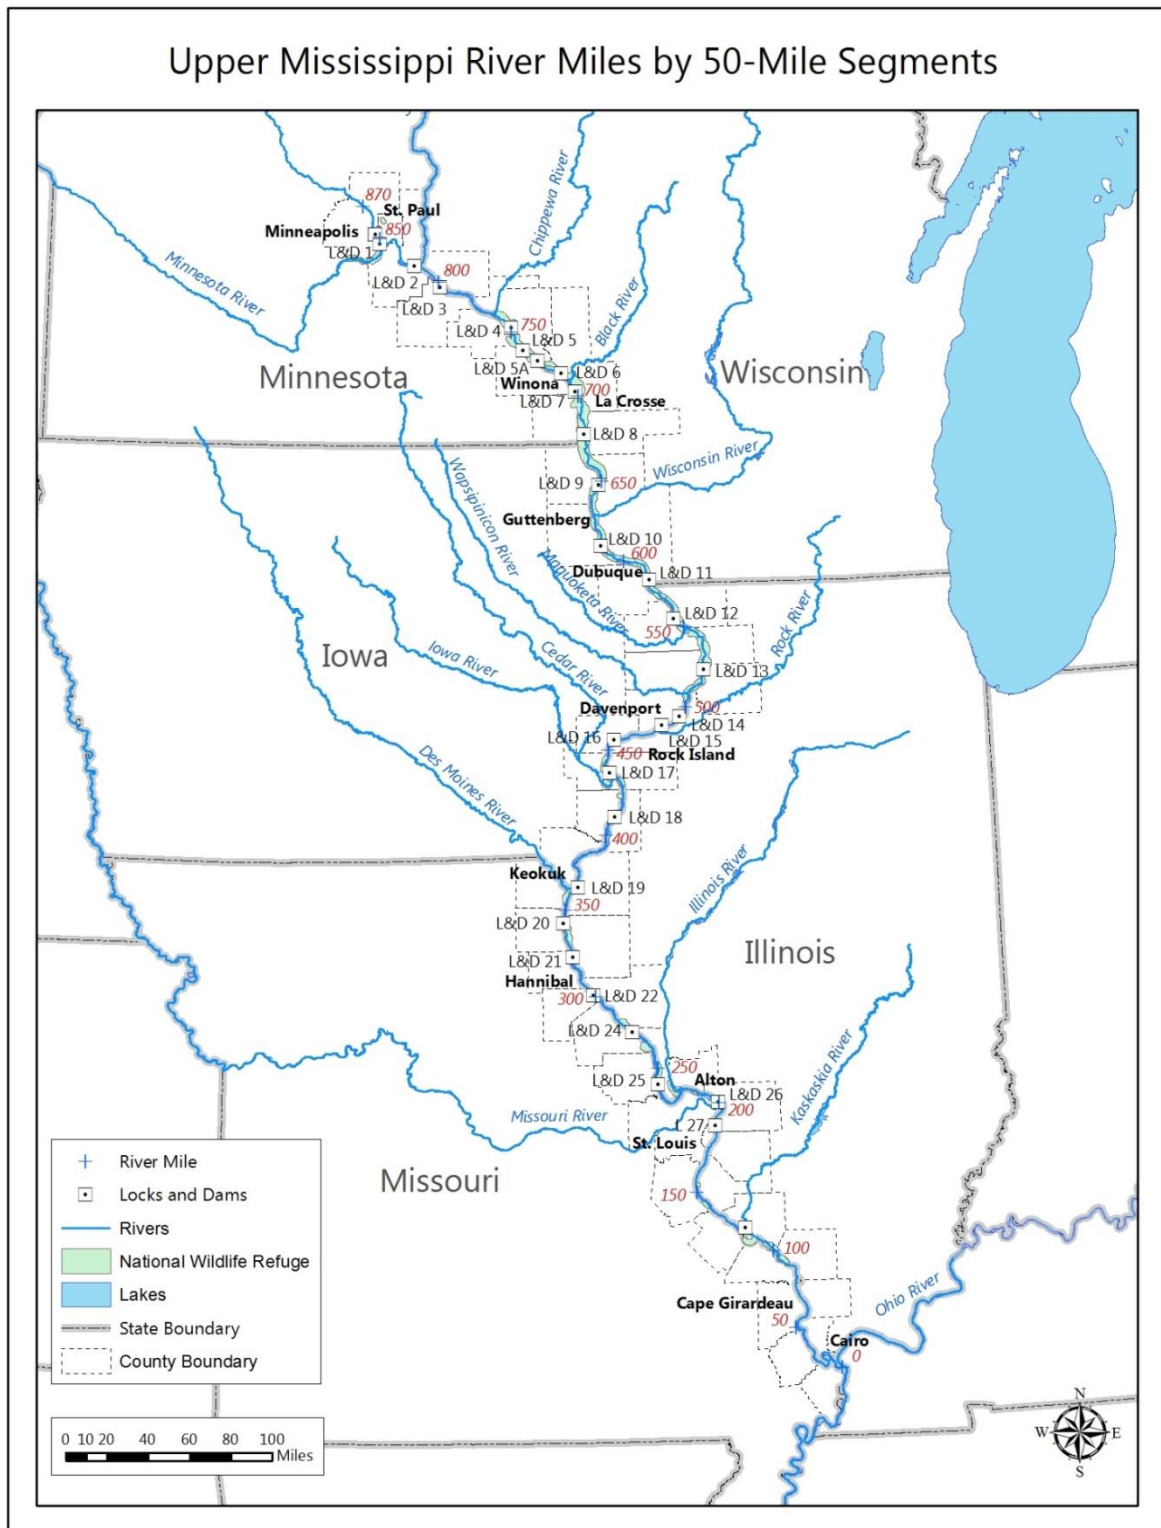 Upper Mississippi River Miles by 50-Mile Segments
Chippewa River
870
St. Paul
Minneapolis
850
L&D 1
Minnesota River
L&D 2
800
L&D 3
Black River
750
L&D 4
L&D 5
L&D 5A
L&D 6
Minnesota
Winona
700
Wisconsin
L&D 7
La Crosse
L&D 8
Wisconsin River
Wapsipinicon River
L&D 9
650
Guttenberg
L&D 10
600
Maquoketa River
Dubuque
L&D 11
L&D 12
550
Rock River
Iowa
Iowa River
Cedar River
L&D 13
Davenport
500
L&D 14
L&D 16
L&D 15
450
Rock Island
L&D 17
Des Moines River
L&D 18
400
Keokuk
L&D 19
Illinois River
350
L&D 20
Illinois
L&D 21
Hannibal
300
L&D 22
L&D 24
250
Kaskaskia River
L&D 25
Alton
L&D 26
200
Missouri River
L 27
St. Louis
Missouri
150
100
Cape Girardeau
50
Ohio River
Cairo
0
River Mile
Locks and Dams
Rivers
National Wildlife Refuge
Lakes
State Boundary
County Boundary
0 10 20 40 60 80 100
Miles
N
W E
S